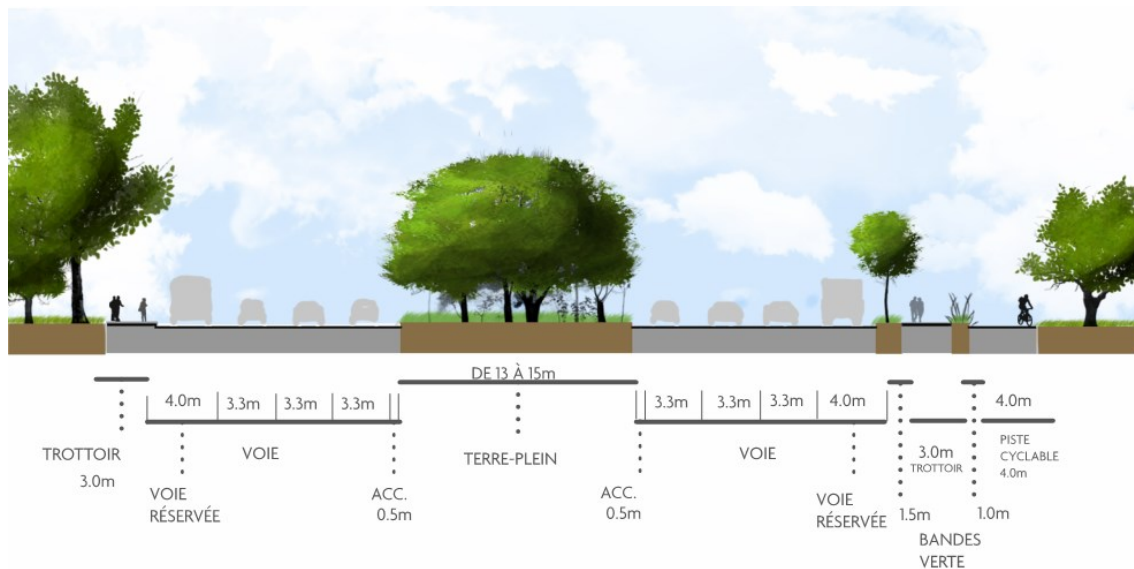 DE 13 À 15m
4.0m 3.3m 3.3m 3.3m
3.3m 3.3m 3.3m 4.0m
4.0m
TROTTOIR
3.0m
VOIE
TERRE-PLEIN
VOIE
3.0m
TROTTOIR
PISTE
CYCLABLE
4.0m
VOIE
RÉSERVÉE
ACC.
0.5m
ACC.
0.5m
VOIE
RÉSERVÉE
1.5m
1.0m
BANDES
VERTE